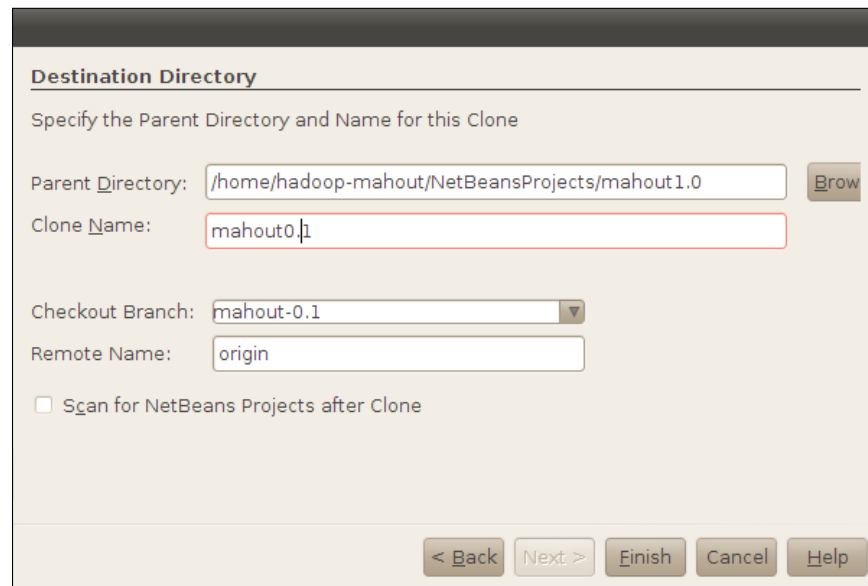 Destination Directory
Specify the Parent Directory and Name for this Clone
Parent Directory: /home/hadoop-mahout/NetBeansProjects/mahout1.0 Brow
Clone Name: mahout0.1
Checkout Branch: mahout-0.1
Remote Name: origin
Scan for NetBeans Projects after Clone
< Back Next > Finish Cancel Help